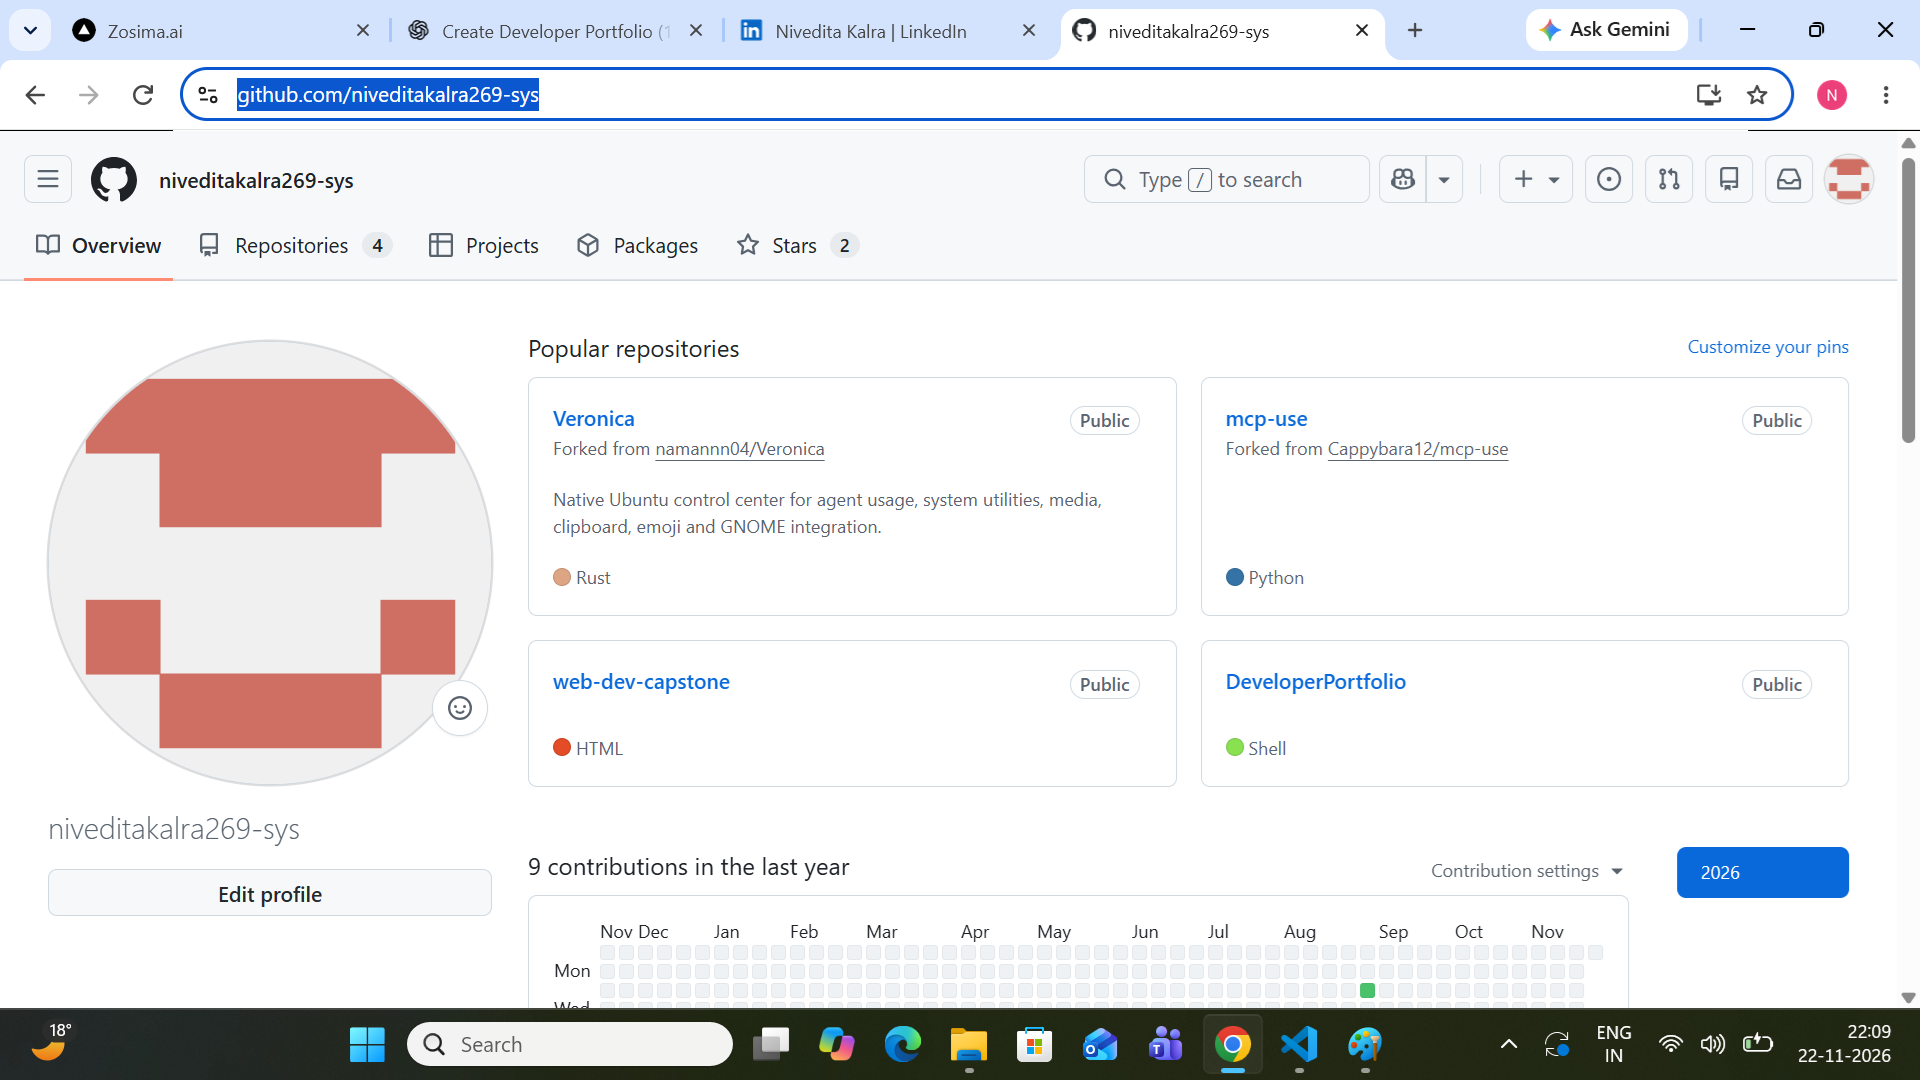 Zosima.ai
Create Developer Portfolio (1
Nivedita Kalra | LinkedIn
niveditakalra269-sys
Ask Gemini
github.com/niveditakalra269-sys
N
niveditakalra269-sys
Type / to search
Overview
Repositories 4
Projects
Packages
Stars 2
Popular repositories
Customize your pins
Veronica
Public
Forked from namannn04/Veronica
Native Ubuntu control center for agent usage, system utilities, media,
clipboard, emoji and GNOME integration.
Rust
mcp-use
Public
Forked from Cappybara12/mcp-use
Python
web-dev-capstone
Public
HTML
DeveloperPortfolio
Public
Shell
niveditakalra269-sys
Edit profile
9 contributions in the last year
Contribution settings
2026
Nov Dec Jan Feb Mar Apr May Jun Jul Aug Sep Oct Nov
Mon
Wed
18°
Search
ENG
IN
22:09
22-11-2026